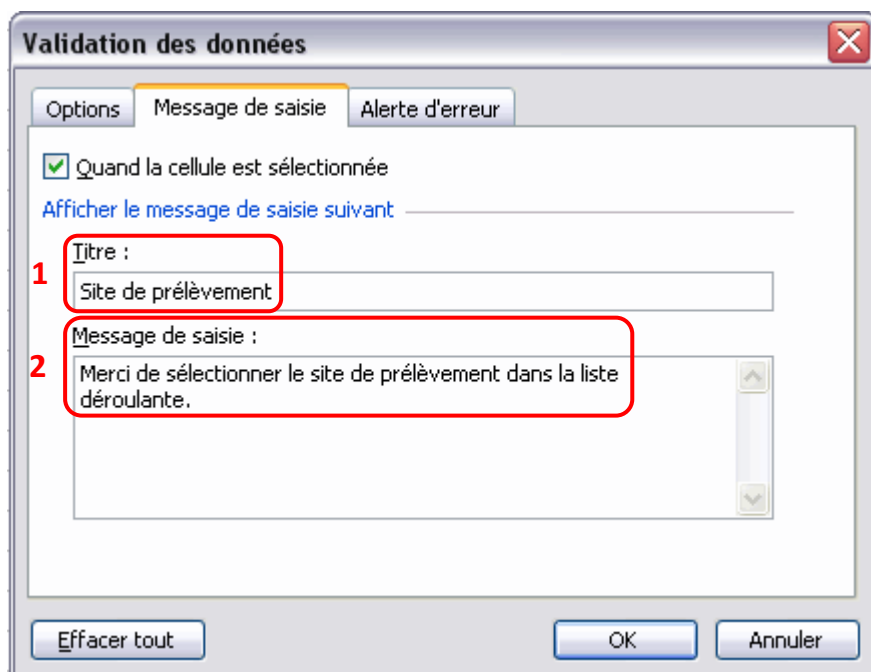 Validation des données
Options Message de saisie Alerte d'erreur
Quand la cellule est sélectionnée
Afficher le message de saisie suivant
Titre :
1
Site de prélèvement
Message de saisie :
2
Merci de sélectionner le site de prélèvement dans la liste
déroulante.
Effacer tout OK Annuler